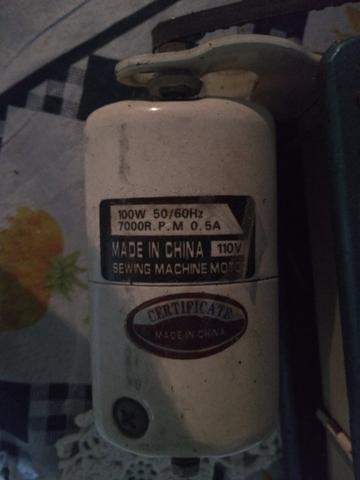 100W 50/60Hz
7000R.P.M 0.5A
MADE IN CHINA 110V
SEWING MACHINE MOTO
CERTIFICATE
MADE IN CHINA